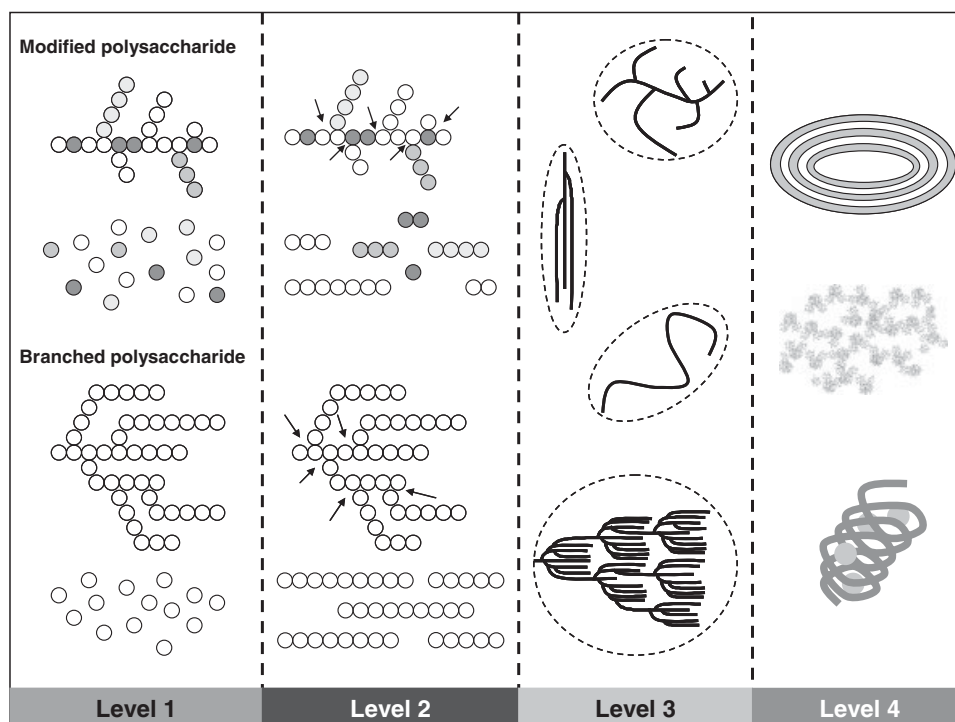 Modified polysaccharide
Branched polysaccharide
Level 1
Level 2
Level 3
Level 4